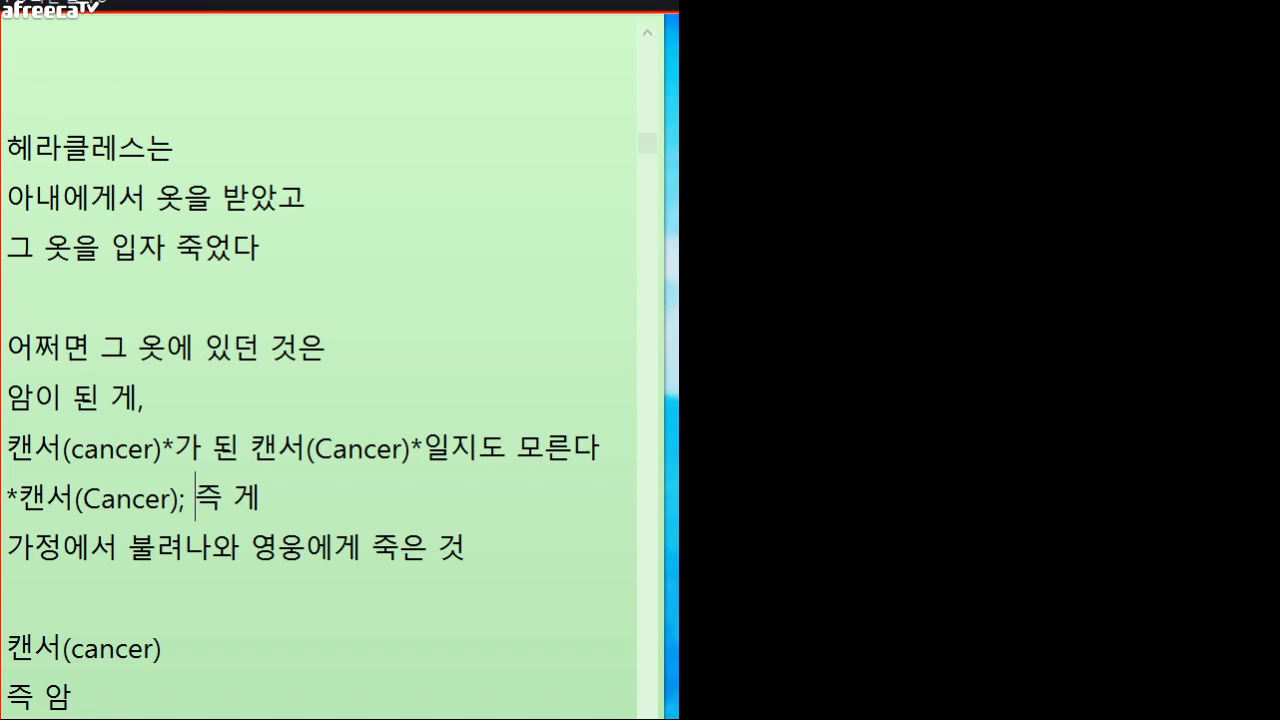 afreecaTV
헤라클레스는
아내에게서 옷을 받았고
그 옷을 입자 죽었다
어쩌면 그 옷에 있던 것은
암이 된 게,
캔서(cancer)*가 된 캔서(Cancer)*일지도 모른다
*캔서(Cancer); 즉 게
가정에서 불려나와 영웅에게 죽은 것
캔서(cancer)
즉 암